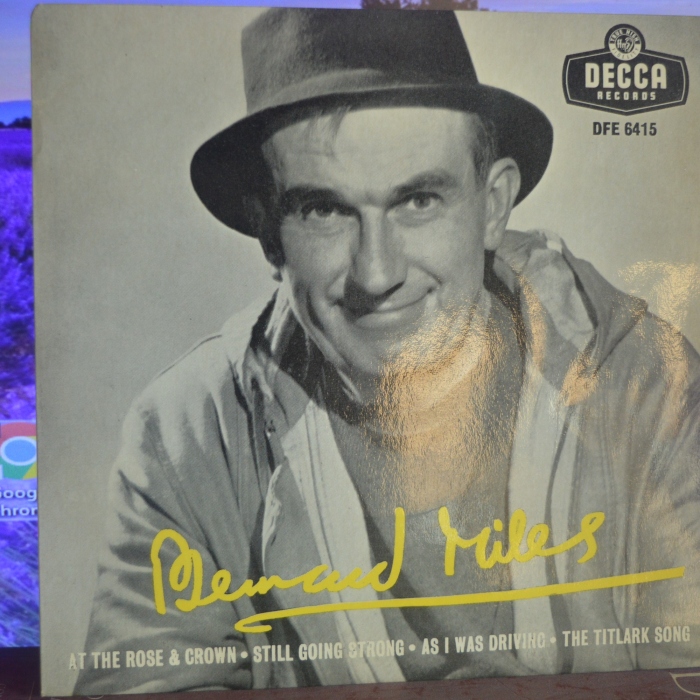 DECCA
RECORDS
DFE 6415
Bernard Miles
AT THE ROSE & CROWN • STILL GOING STRONG • AS I WAS DRIVING • THE TITLARK SONG